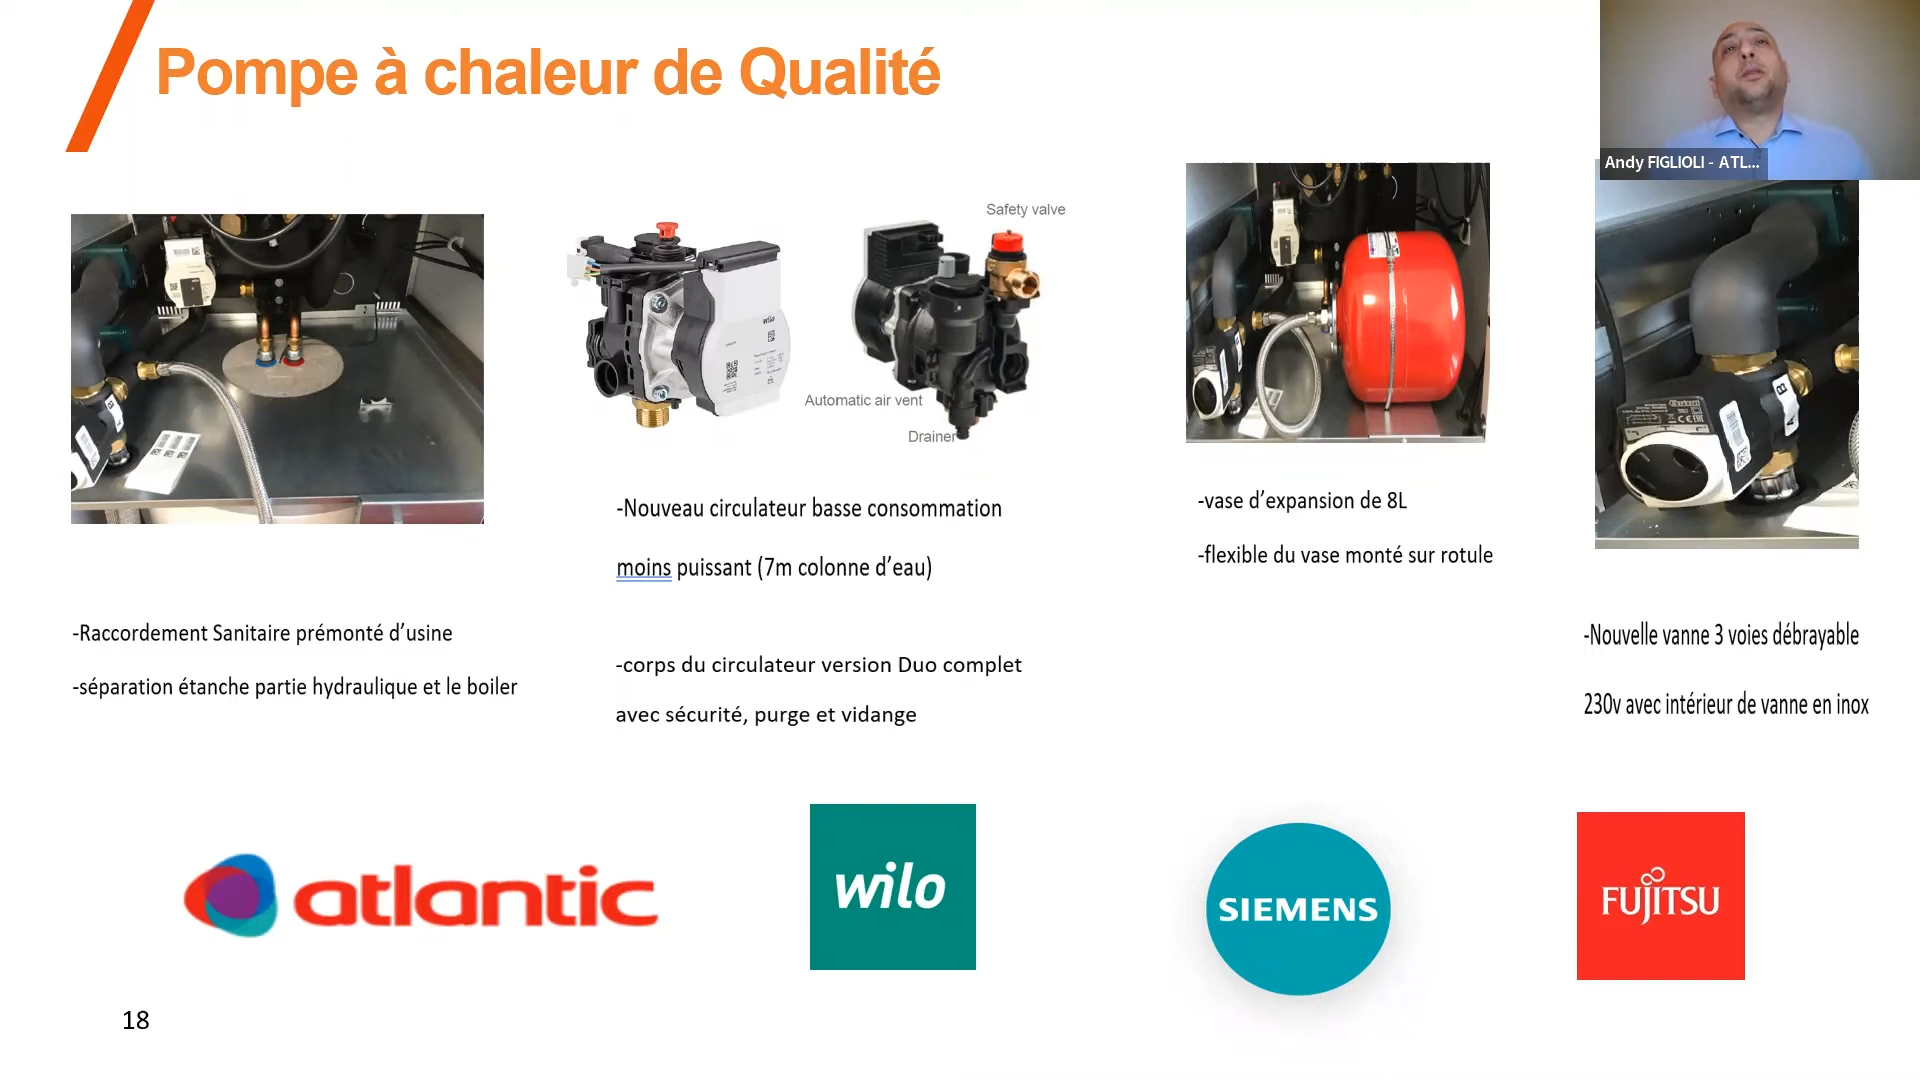 Pompe à chaleur de Qualité
Andy FIGLIOLI - ATL...
Safety valve
Automatic air vent
Drainer
wilo
A
B
-Raccordement Sanitaire prémonté d'usine
-séparation étanche partie hydraulique et le boiler
-Nouveau circulateur basse consommation
moins puissant (7m colonne d'eau)
-corps du circulateur version Duo complet
avec sécurité, purge et vidange
-vase d'expansion de 8L
-flexible du vase monté sur rotule
-Nouvelle vanne 3 voies débrayable
230v avec intérieur de vanne en inox
atlantic
wilo
SIEMENS
FUJITSU
18